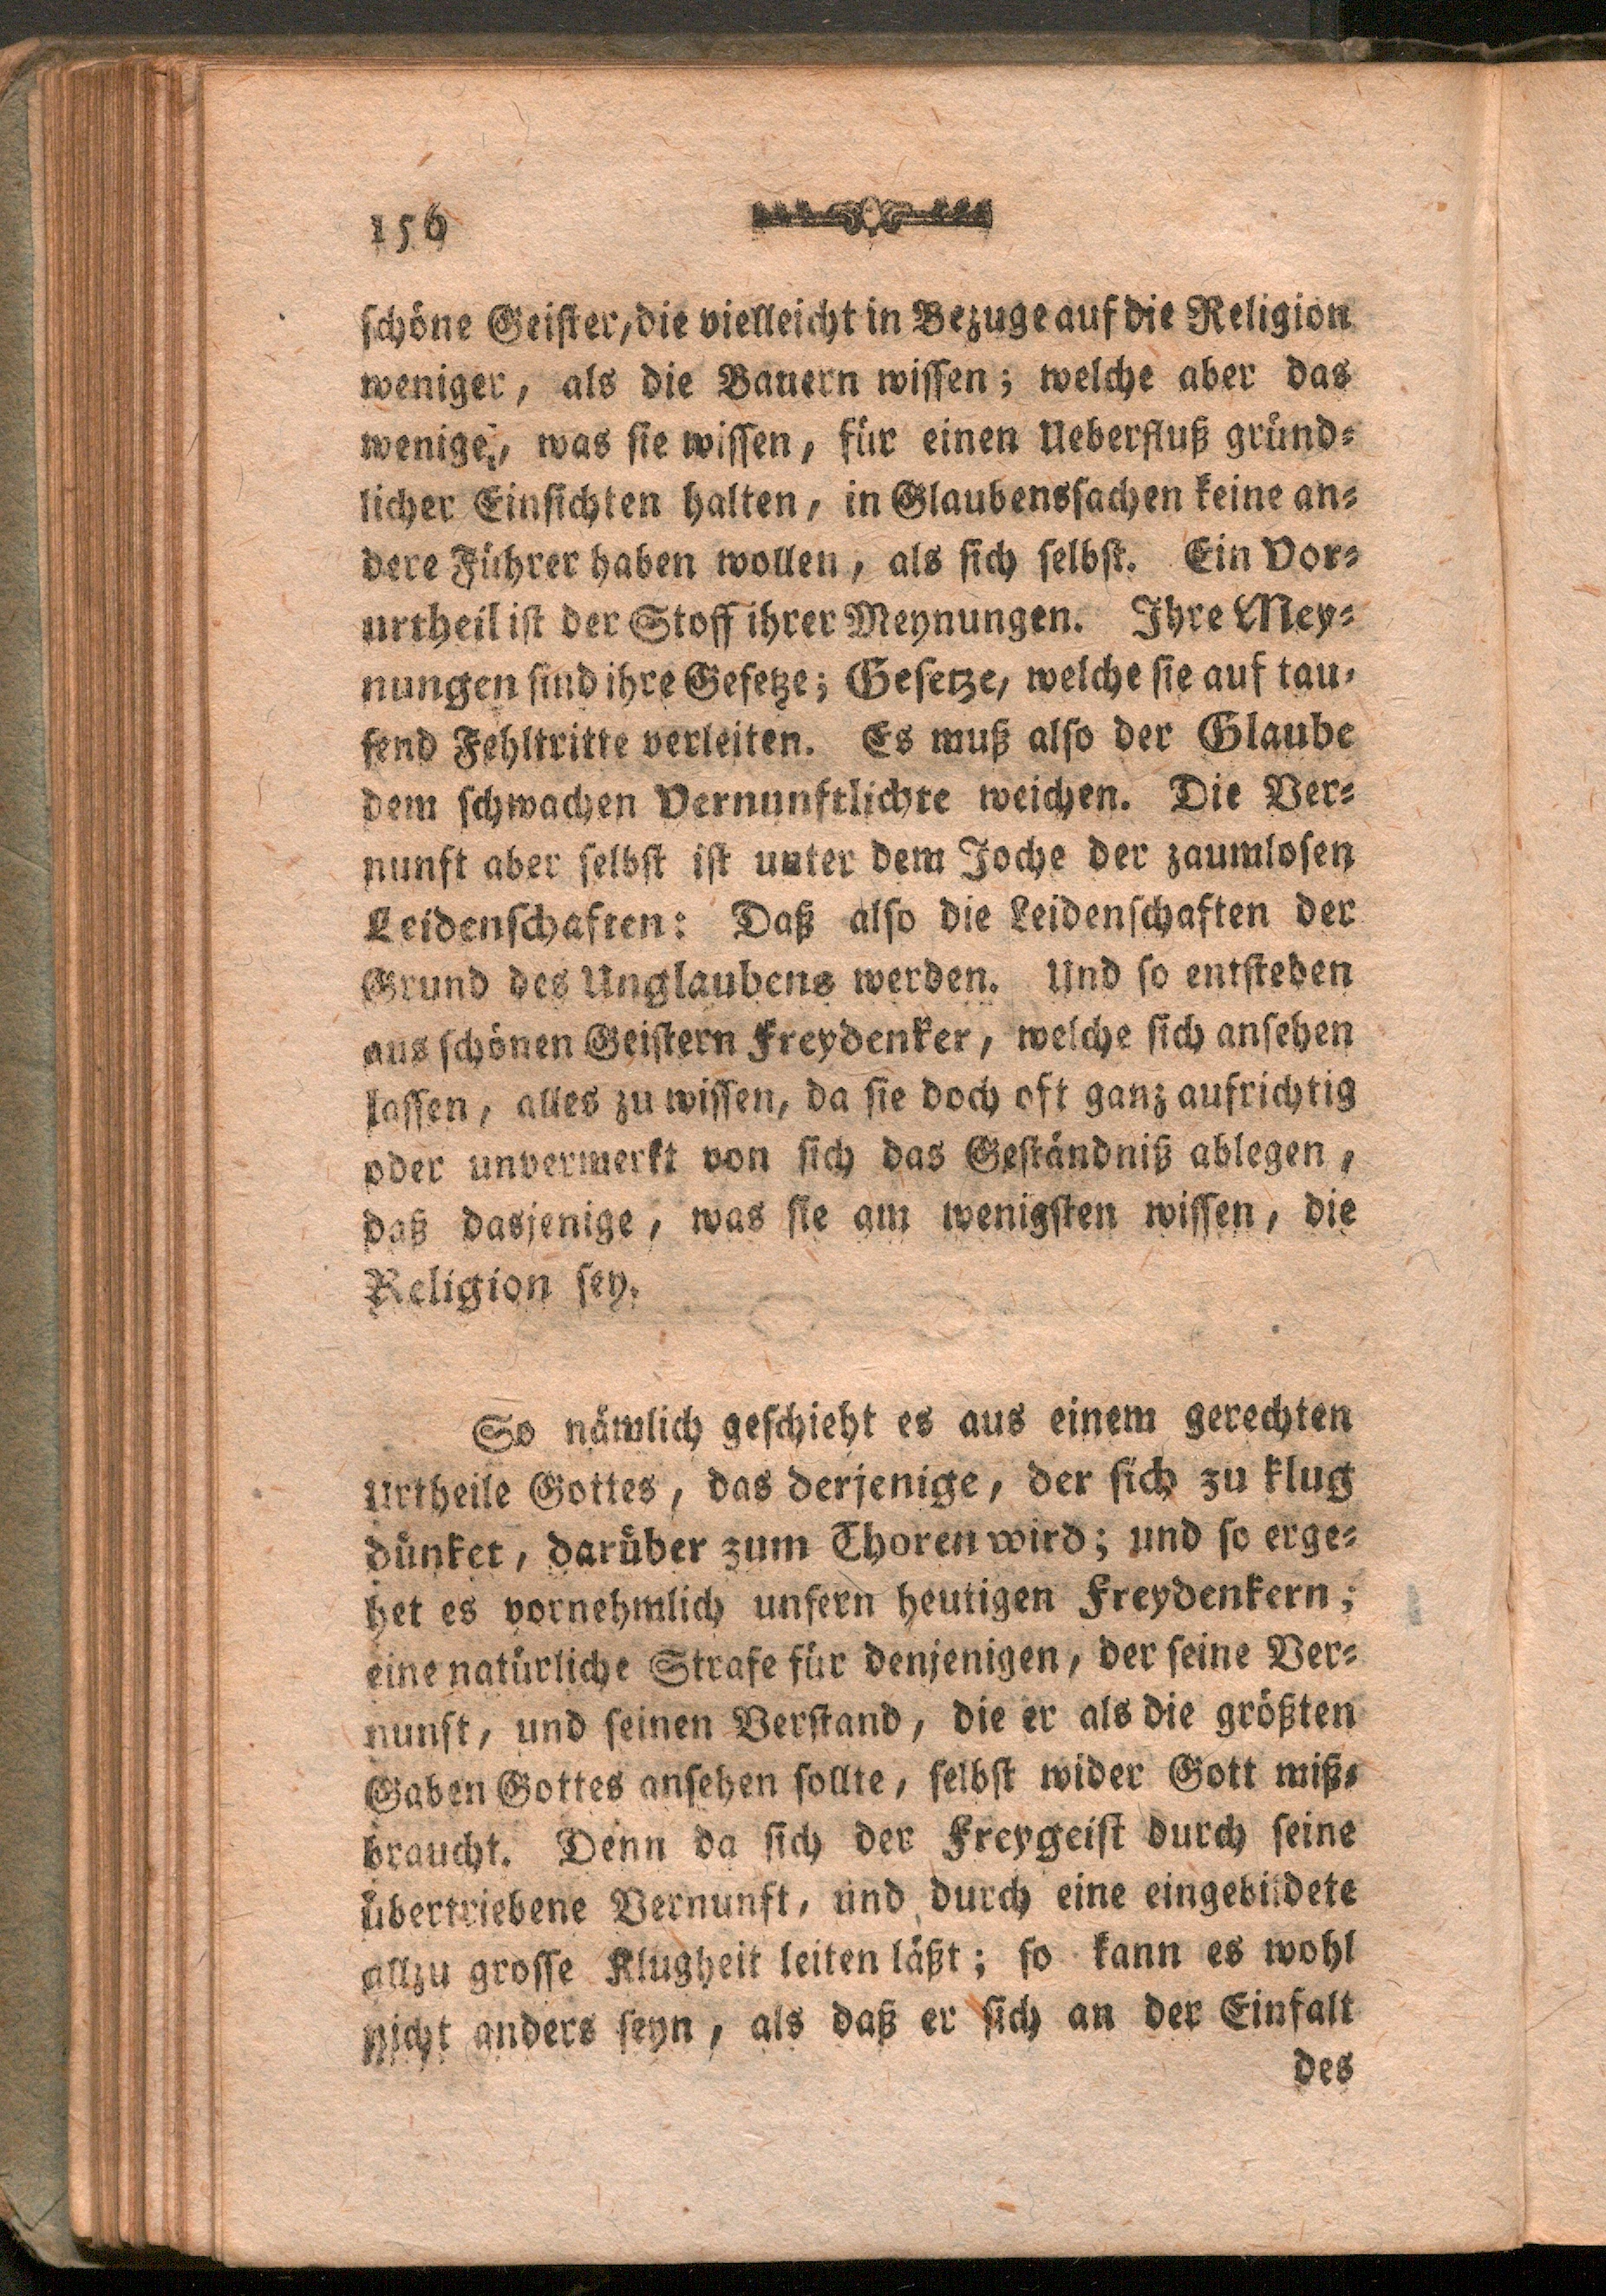 156
schöne Geister, die vielleicht in Bezuge auf die Religion
weniger, als die Bauern wissen; welche aber das
wenige, was sie wissen, für einen Ueberfluß gründ-
licher Einsichten halten, in Glaubenssachen keine an-
dere Führer haben wollen, als sich selbst. Ein Vor-
urtheil ist der Stoff ihrer Meynungen. Ihre Mey-
nungen sind ihre Gesetze; Gesetze, welche sie auf tau-
send Fehltritte verleiten. Es muß also der Glaube
dem schwachen Vernunftlichte weichen. Die Ver-
nunft aber selbst ist unter dem Joche der zaumlosen
Leidenschaften: Daß also die Leidenschaften der
Grund des Unglaubens werden. Und so entsteben
aus schönen Geistern Freydenker, welche sich ansehen
lassen, alles zu wissen, da sie doch oft ganz aufrichtig
oder unvermerkt von sich das Geständniß ablegen,
daß dasjenige, was sie am wenigsten wissen, die
Religion sey.
So nämlich geschieht es aus einem gerechten
Urtheile Gottes, das derjenige, der sich zu klug
dünket, darüber zum Thoren wird; und so erge-
het es vornehmlich unsern heutigen Freydenkern;
eine natürliche Strafe für denjenigen, der seine Ver-
nunft, und seinen Verstand, die er als die größten
Gaben Gottes ansehen sollte, selbst wider Gott miß-
braucht. Denn da sich der Freygeist durch seine
übertriebene Vernunft, und durch eine eingebildete
allzu grosse Klugheit leiten läßt; so kann es wohl
nicht anders seyn, als daß er sich an der Einfalt
des